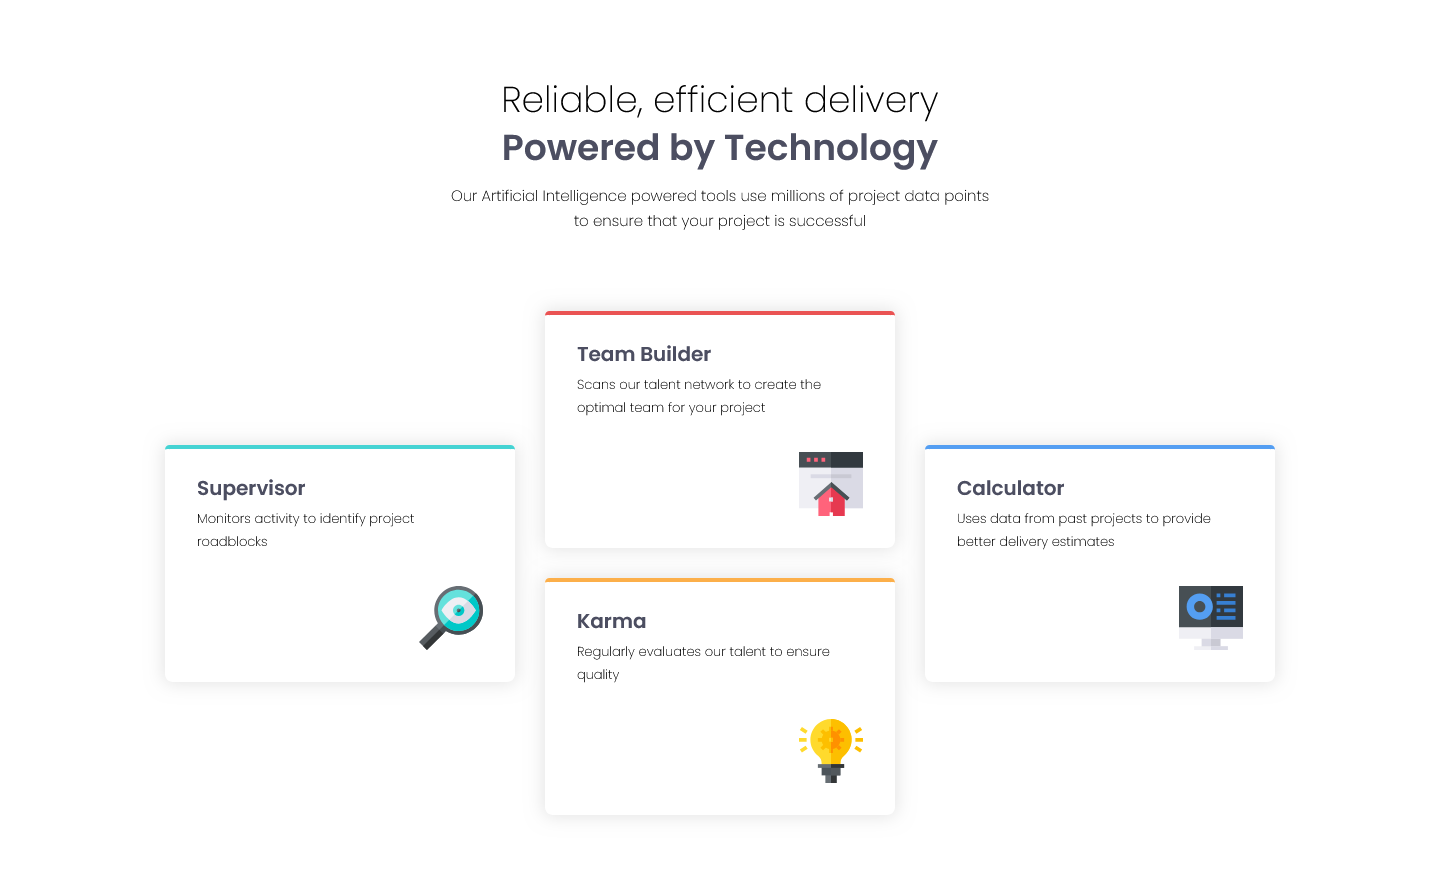 Reliable, efficient delivery
Powered by Technology
Our Artificial Intelligence powered tools use millions of project data points
to ensure that your project is successful
Supervisor
Monitors activity to identify project
roadblocks
Team Builder
Scans our talent network to create the
optimal team for your project
Karma
Regularly evaluates our talent to ensure
quality
Calculator
Uses data from past projects to provide
better delivery estimates